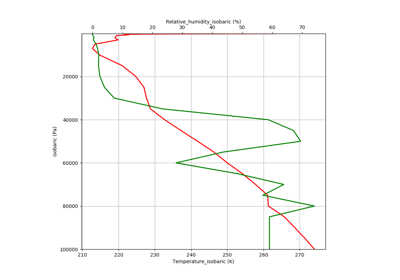 Relative_humidity_isobaric (%)
0 10 20 30 40 50 60 70
20000
40000
60000
80000
100000
Isobaric (Pa)
210 220 230 240 250 260 270
Temperature_isobaric (K)